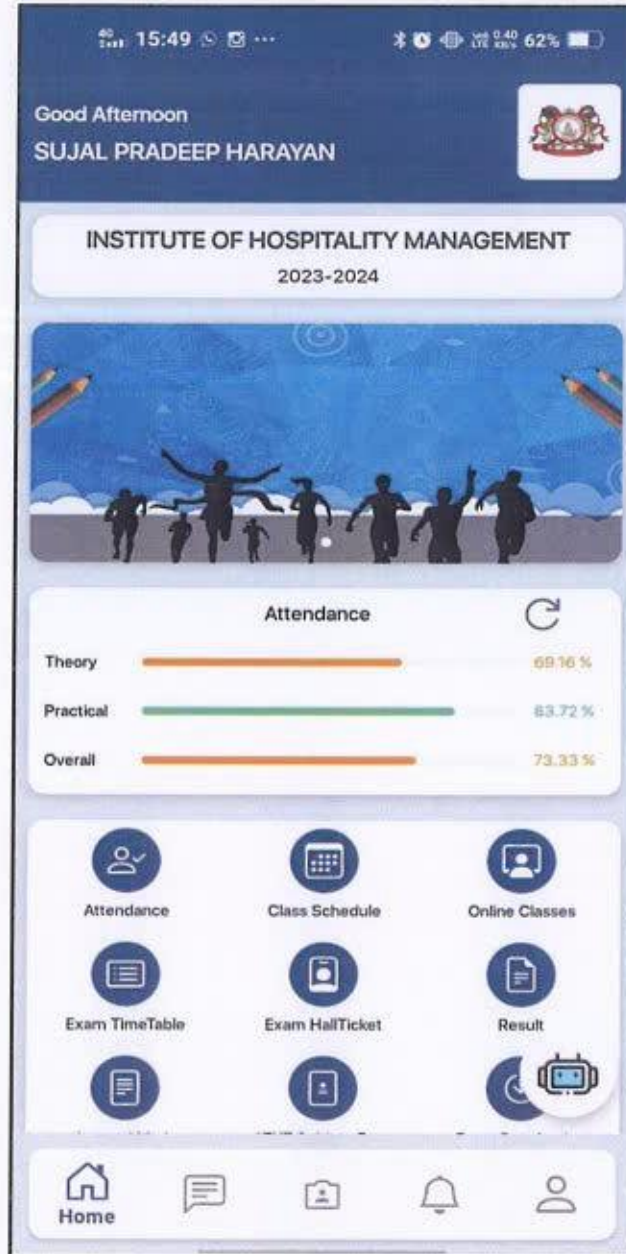 15:49
62%
Good Afternoon
SUJAL PRADEEP HARAYAN
INSTITUTE OF HOSPITALITY MANAGEMENT
2023-2024
Attendance
Theory 69.16 %
Practical 83.72 %
Overall 73.33 %
Attendance Class Schedule Online Classes
Exam TimeTable Exam HallTicket Result
Home